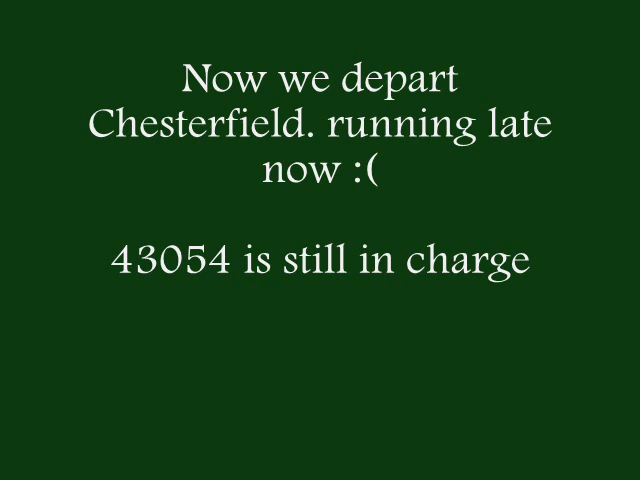 Now we depart
Chesterfield. running late
now :(
43054 is still in charge